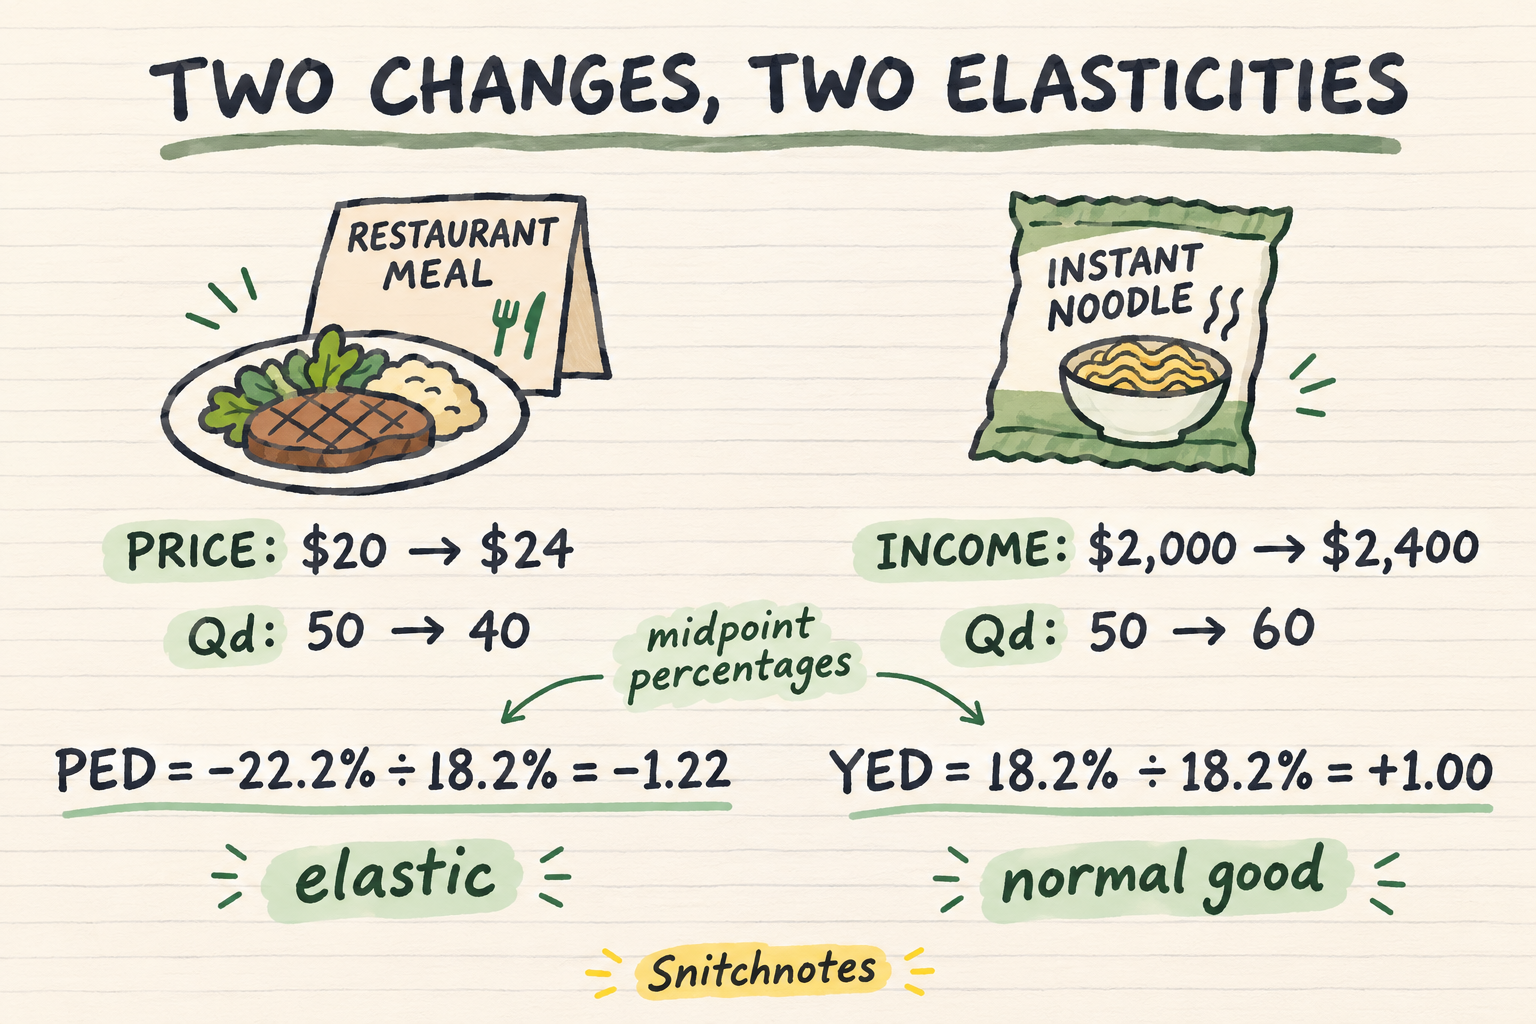 TWO CHANGES, TWO ELASTICITIES
RESTAURANT
MEAL
INSTANT
NOODLE
PRICE: $20 → $24
Qd: 50 → 40
INCOME: $2,000 → $2,400
Qd: 50 → 60
midpoint
percentages
PED = −22.2% ÷ 18.2% = −1.22
elastic
YED = 18.2% ÷ 18.2% = +1.00
normal good
Snitchnotes